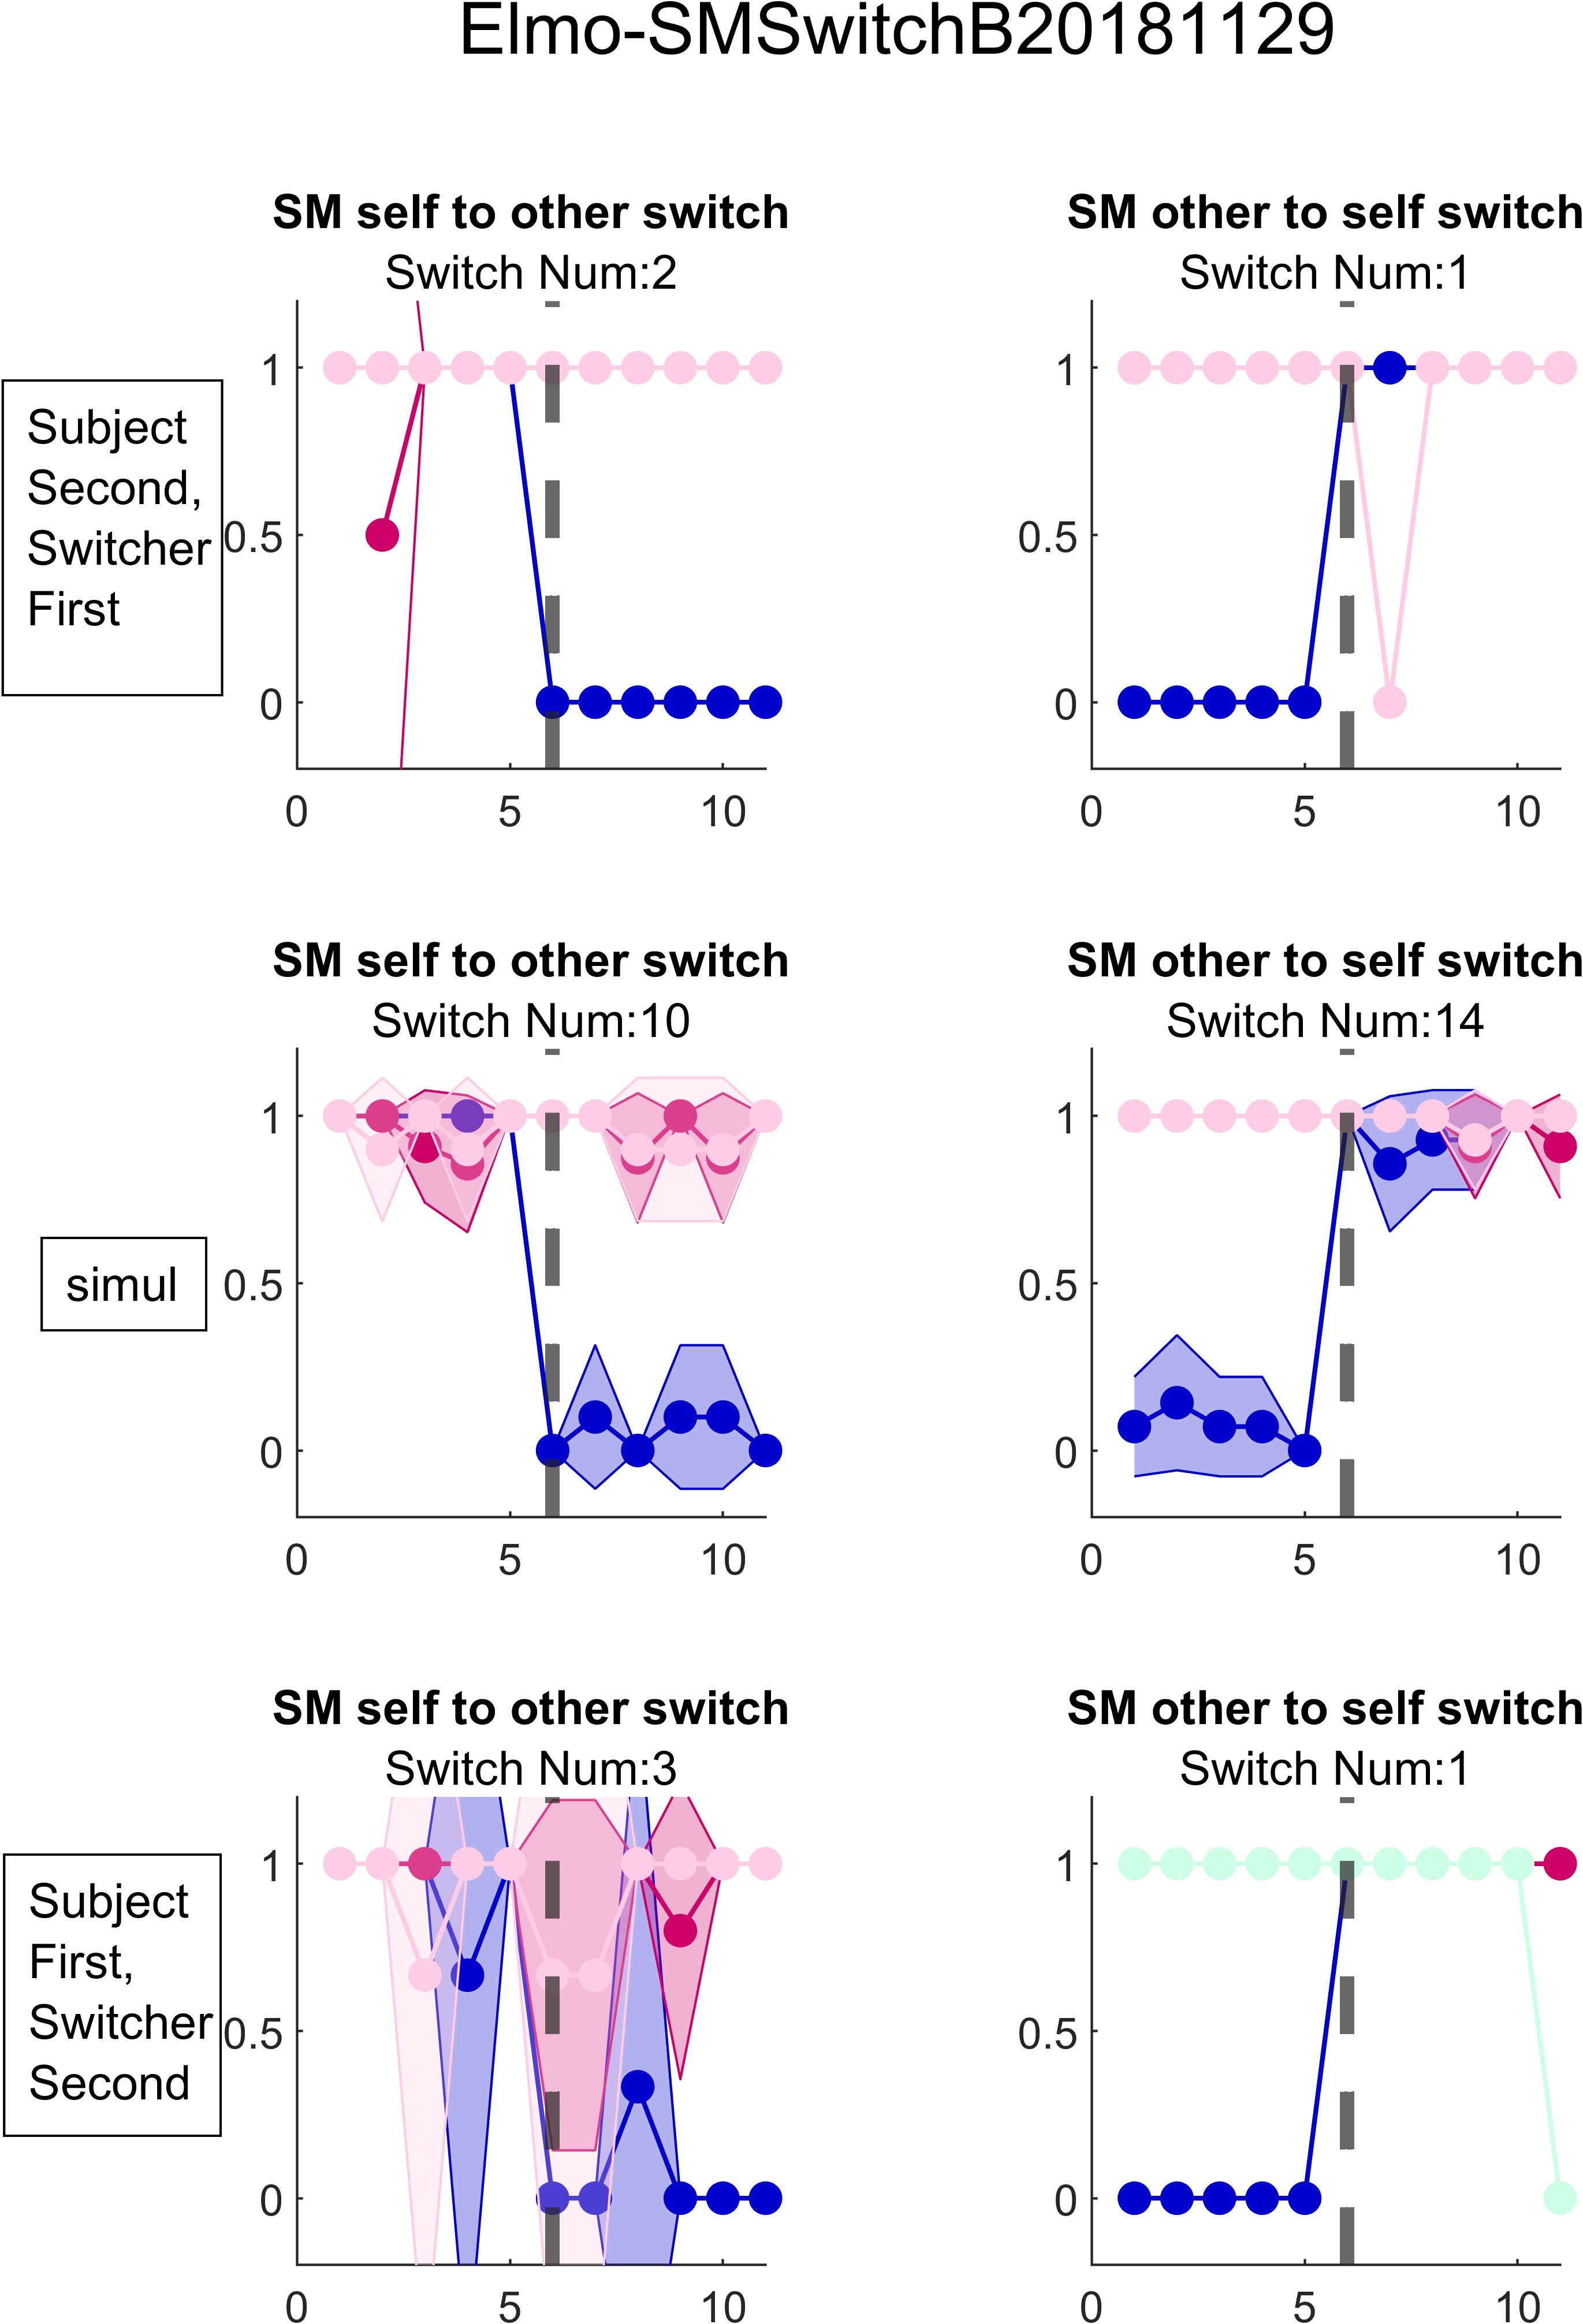 Elmo-SMSwitchB20181129
SM self to other switch
Switch Num:2
SM other to self switch
Switch Num:1
Subject
Second,
Switcher
First
1
0.5
0
0 5 10
1
0.5
0
0 5 10
SM self to other switch
Switch Num:10
SM other to self switch
Switch Num:14
simul
1
0.5
0
0 5 10
1
0.5
0
0 5 10
SM self to other switch
Switch Num:3
SM other to self switch
Switch Num:1
Subject
First,
Switcher
Second
1
0.5
0
0 5 10
1
0.5
0
0 5 10